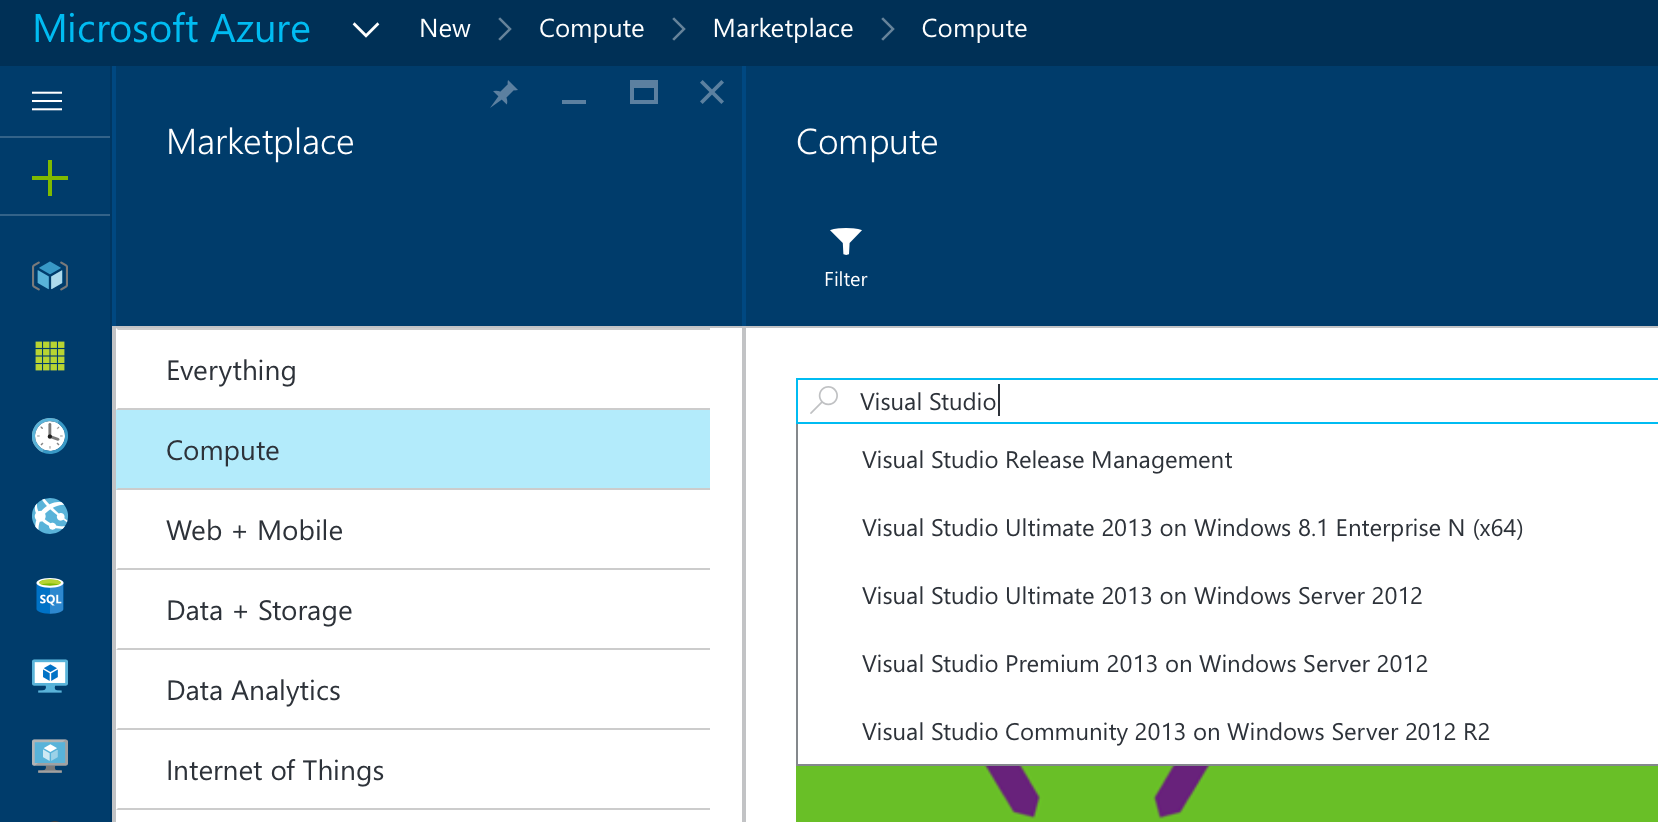 Microsoft Azure
New
Compute
Marketplace
Compute
Marketplace
Compute
Filter
Everything
Compute
Web + Mobile
Data + Storage
Data Analytics
Internet of Things
SQL
Visual Studio
Visual Studio Release Management
Visual Studio Ultimate 2013 on Windows 8.1 Enterprise N (x64)
Visual Studio Ultimate 2013 on Windows Server 2012
Visual Studio Premium 2013 on Windows Server 2012
Visual Studio Community 2013 on Windows Server 2012 R2